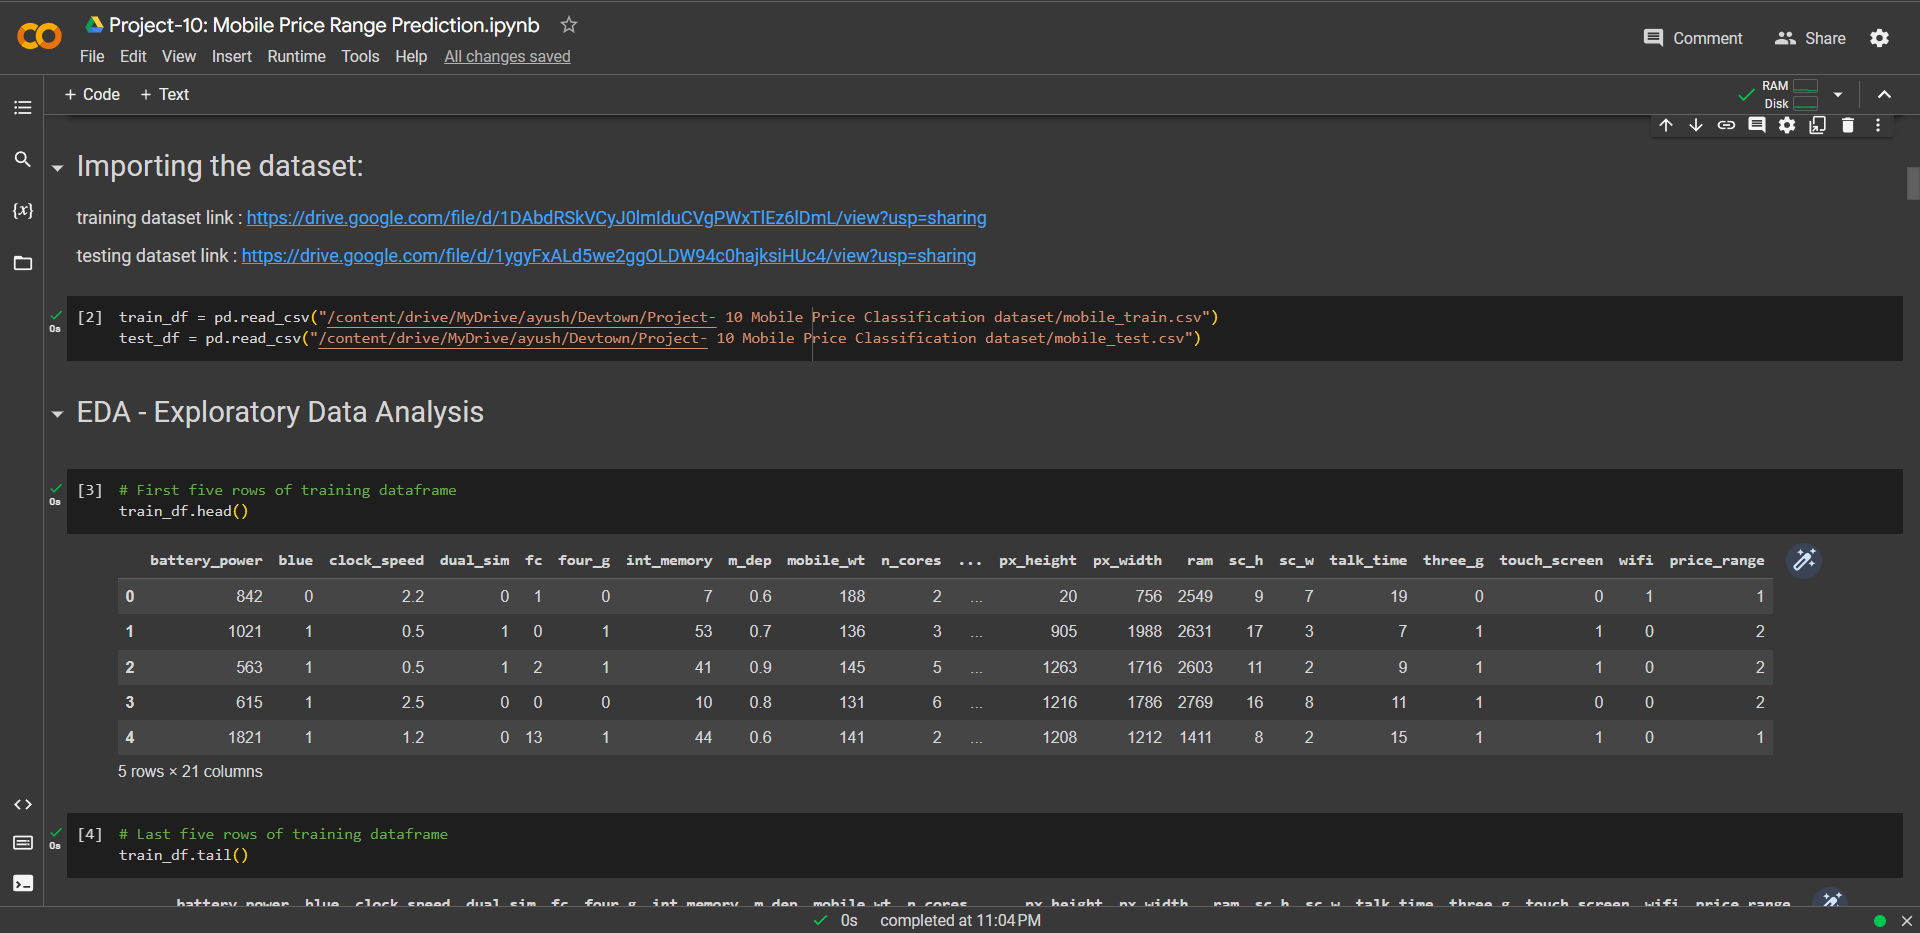 Project-10: Mobile Price Range Prediction.ipynb
File Edit View Insert Runtime Tools Help All changes saved
Comment Share
+ Code + Text
RAM
Disk
Importing the dataset:
training dataset link : https://drive.google.com/file/d/1DAbdRSkVCyJ0lmIduCVgPWxTlEz6lDmL/view?usp=sharing
testing dataset link : https://drive.google.com/file/d/1ygyFxALd5we2ggOLDW94c0hajksiHUc4/view?usp=sharing
0s [2] train_df = pd.read_csv("/content/drive/MyDrive/ayush/Devtown/Project- 10 Mobile Price Classification dataset/mobile_train.csv")
test_df = pd.read_csv("/content/drive/MyDrive/ayush/Devtown/Project- 10 Mobile Price Classification dataset/mobile_test.csv")
EDA - Exploratory Data Analysis
0s [3] # First five rows of training dataframe
train_df.head()
battery_power blue clock_speed dual_sim fc four_g int_memory m_dep mobile_wt n_cores ... px_height px_width ram sc_h sc_w talk_time three_g touch_screen wifi price_range
0 842 0 2.2 0 1 0 7 0.6 188 2 ... 20 756 2549 9 7 19 0 0 1 1
1 1021 1 0.5 1 0 1 53 0.7 136 3 ... 905 1988 2631 17 3 7 1 1 0 2
2 563 1 0.5 1 2 1 41 0.9 145 5 ... 1263 1716 2603 11 2 9 1 1 0 2
3 615 1 2.5 0 0 0 10 0.8 131 6 ... 1216 1786 2769 16 8 11 1 0 0 2
4 1821 1 1.2 0 13 1 44 0.6 141 2 ... 1208 1212 1411 8 2 15 1 1 0 1
5 rows × 21 columns
0s [4] # Last five rows of training dataframe
train_df.tail()
battery_power blue clock_speed dual_sim fc four_g int_memory m_dep mobile_wt n_cores px_height px_width ram sc_h sc_w talk_time three_g touch_screen wifi price_range
0s completed at 11:04 PM